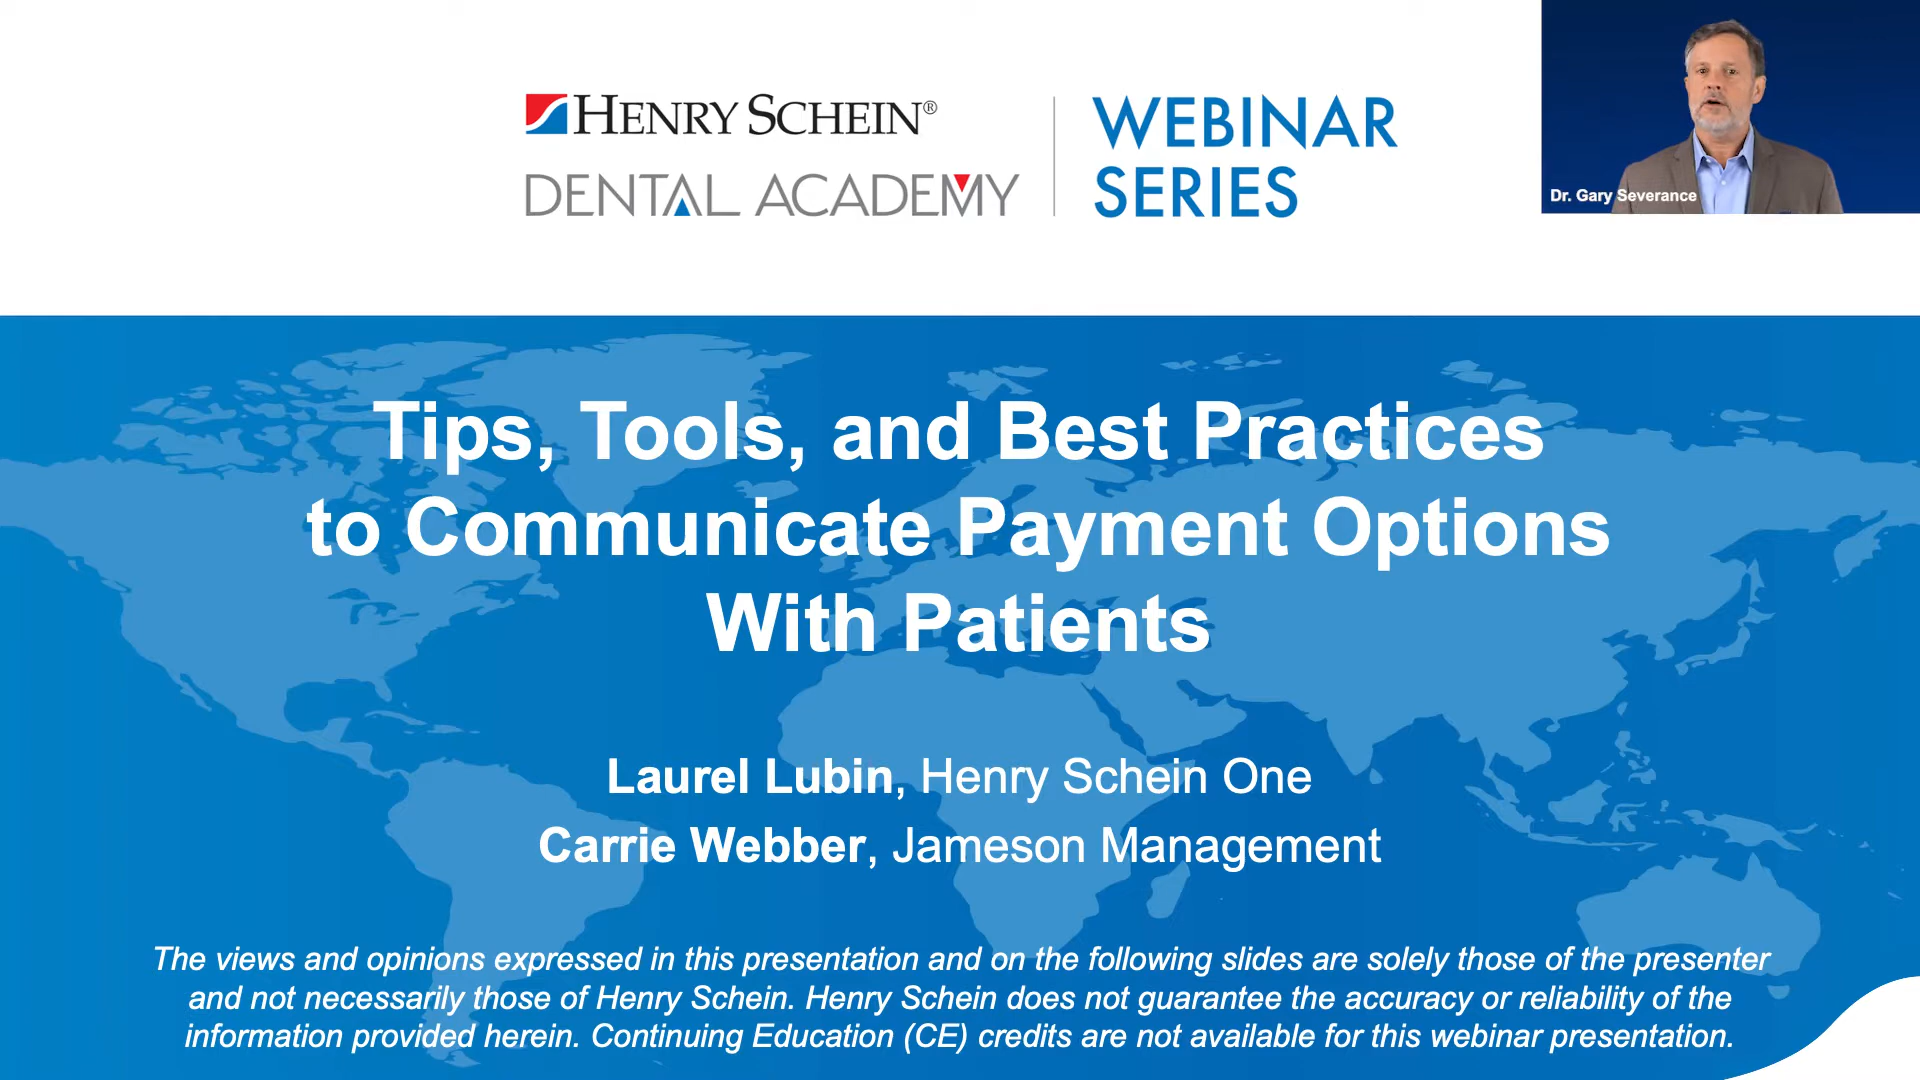 HENRY SCHEIN®
DENTAL ACADEMY
WEBINAR
SERIES
Dr. Gary Severance
Tips, Tools, and Best Practices
to Communicate Payment Options
With Patients
Laurel Lubin, Henry Schein One
Carrie Webber, Jameson Management
The views and opinions expressed in this presentation and on the following slides are solely those of the presenter
and not necessarily those of Henry Schein. Henry Schein does not guarantee the accuracy or reliability of the
information provided herein. Continuing Education (CE) credits are not available for this webinar presentation.